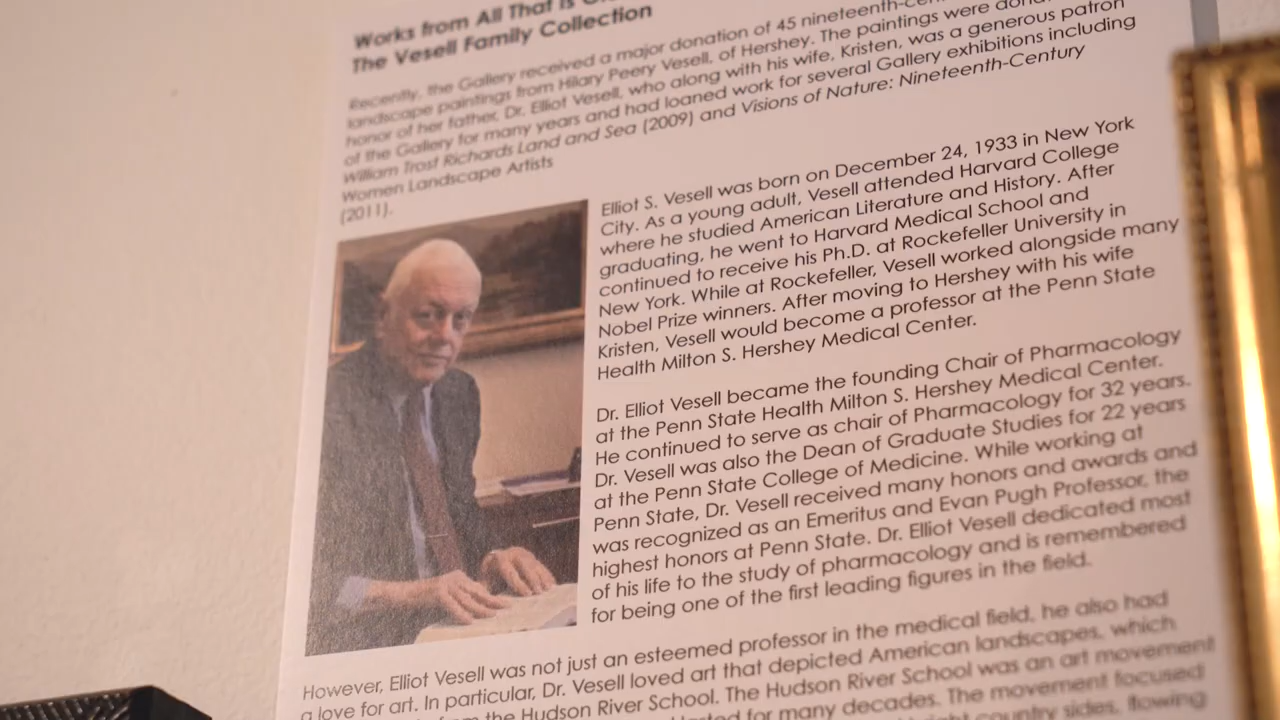 Works from All That Is
The Vesell Family Collection
Recently, the Gallery received a major donation of 45 nineteenth-
landscape paintings from Hilary Peery Vesell, of Hershey. The paintings were
honor of her father, Dr. Elliot Vesell, who along with his wife, Kristen, was a generous patron
of the Gallery for many years and had loaned work for several Gallery exhibitions including
William Trost Richards Land and Sea (2009) and Visions of Nature: Nineteenth-Century
Women Landscape Artists
(2011).
Elliot S. Vesell was born on December 24, 1933 in New York
City. As a young adult, Vesell attended Harvard College
where he studied American Literature and History. After
graduating, he went to Harvard Medical School and
continued to receive his Ph.D. at Rockefeller University in
New York. While at Rockefeller, Vesell worked alongside many
Nobel Prize winners. After moving to Hershey with his wife
Kristen, Vesell would become a professor at the Penn State
Health Milton S. Hershey Medical Center.
Dr. Elliot Vesell became the founding Chair of Pharmacology
at the Penn State Health Milton S. Hershey Medical Center.
He continued to serve as chair of Pharmacology for 32 years.
Dr. Vesell was also the Dean of Graduate Studies for 22 years
at the Penn State College of Medicine. While working at
Penn State, Dr. Vesell received many honors and awards and
was recognized as an Emeritus and Evan Pugh Professor, the
highest honors at Penn State. Dr. Elliot Vesell dedicated most
of his life to the study of pharmacology and is remembered
for being one of the first leading figures in the field.
However, Elliot Vesell was not just an esteemed professor in the medical field, he also had
a love for art. In particular, Dr. Vesell loved art that depicted American landscapes, which
the Hudson River School. The Hudson River School was an art movement
for many decades. The movement focused
country sides, flowing